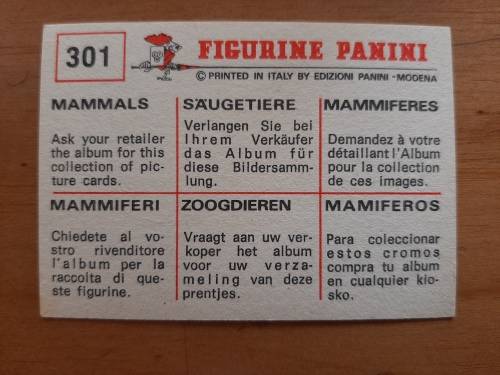 301
FIGURINE PANINI
© PRINTED IN ITALY BY EDIZIONI PANINI - MODENA
MAMMALS
Ask your retailer
the album for this
collection of pic-
ture cards.
SÄUGETIERE
Verlangen Sie bei
Ihrem Verkäufer
das Album für
diese Bildersamm-
lung.
MAMMIFERES
Demandez à votre
détaillant l'Album
pour la collection
de ces images.
MAMMIFERI
Chiedete al vo-
stro rivenditore
l'album per la
raccolta di que-
ste figurine.
ZOOGDIEREN
Vraagt aan uw ver-
koper het album
voor uw verza-
meling van deze
prentjes.
MAMIFEROS
Para coleccionar
estos cromos
compra tu album
en cualquier kio-
sko.